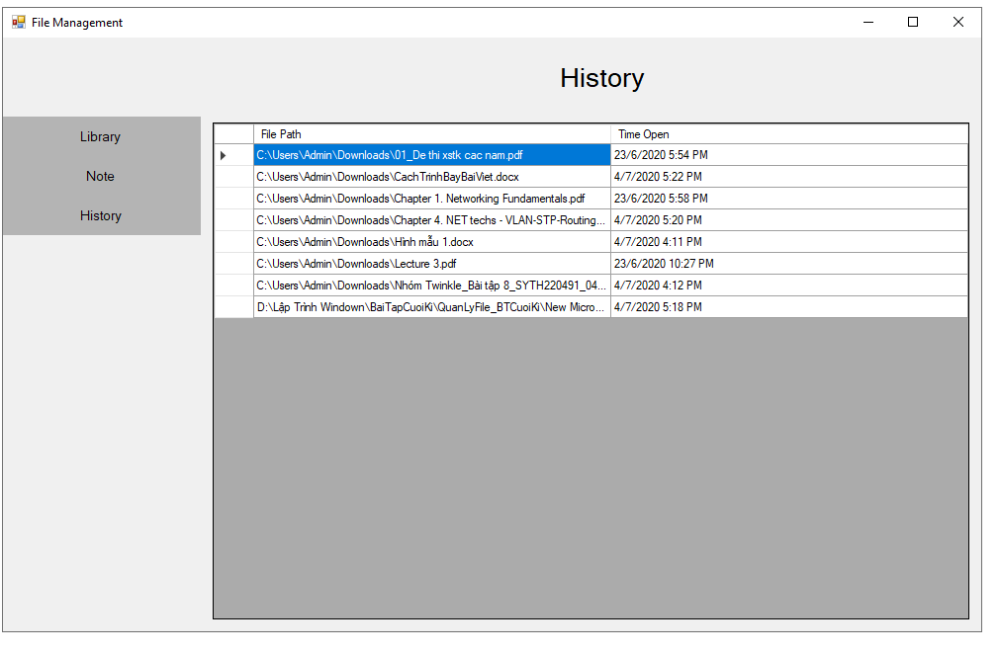 File Management
History
Library
Note
History
File Path Time Open
C:\Users\Admin\Downloads\01_De thi xstk cac nam.pdf 23/6/2020 5:54 PM
C:\Users\Admin\Downloads\CachTrinhBayBaiViet.docx 4/7/2020 5:22 PM
C:\Users\Admin\Downloads\Chapter 1. Networking Fundamentals.pdf 23/6/2020 5:58 PM
C:\Users\Admin\Downloads\Chapter 4. NET techs - VLAN-STP-Routing... 4/7/2020 5:20 PM
C:\Users\Admin\Downloads\Hình mẫu 1.docx 4/7/2020 4:11 PM
C:\Users\Admin\Downloads\Lecture 3.pdf 23/6/2020 10:27 PM
C:\Users\Admin\Downloads\Nhóm Twinkle_Bài tập 8_SYTH220491_04... 4/7/2020 4:12 PM
D:\Lập Trình Windown\BaiTapCuoiKi\QuanLyFile_BTCuoiKi\New Micro... 4/7/2020 5:18 PM